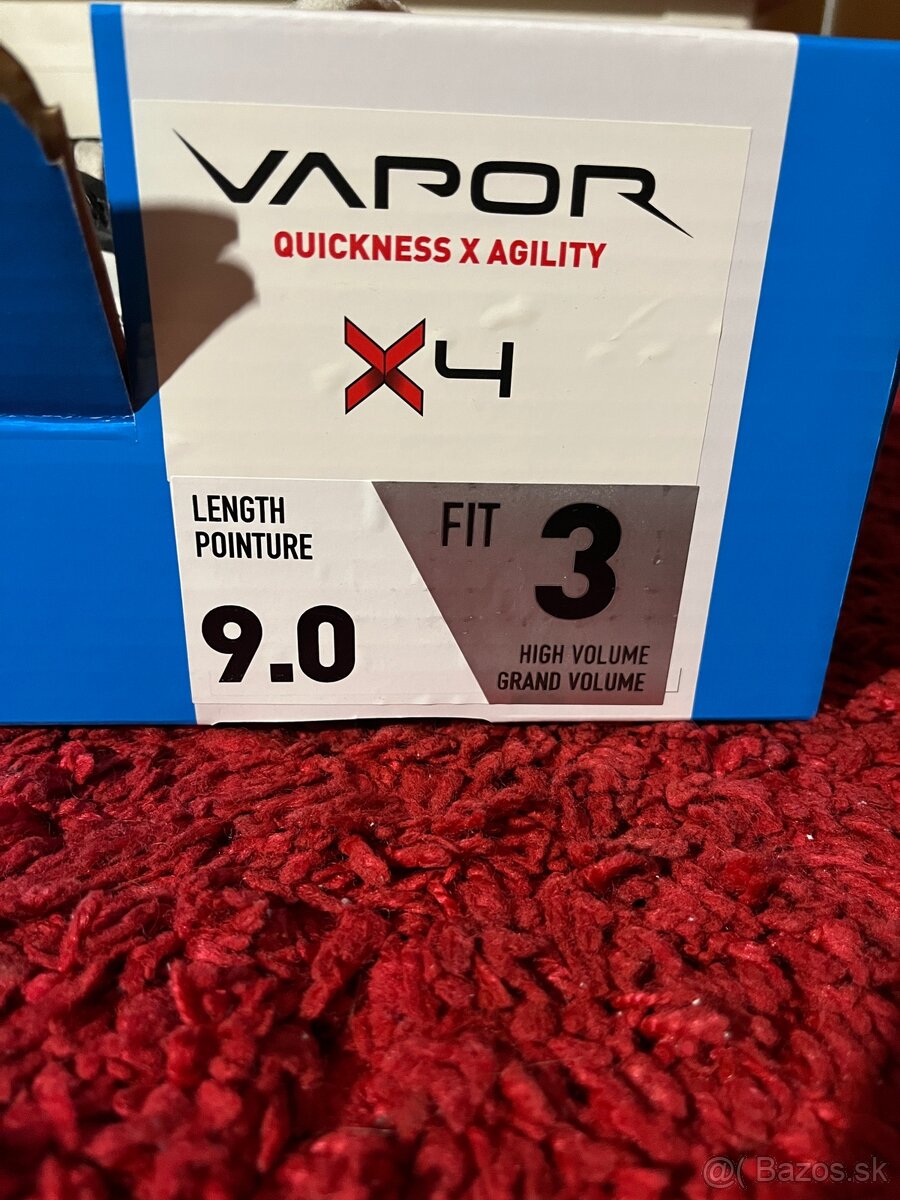 VAPOR
QUICKNESS X AGILITY
X4
LENGTH
POINTURE
9.0
FIT 3
HIGH VOLUME
GRAND VOLUME
@( Bazos.sk